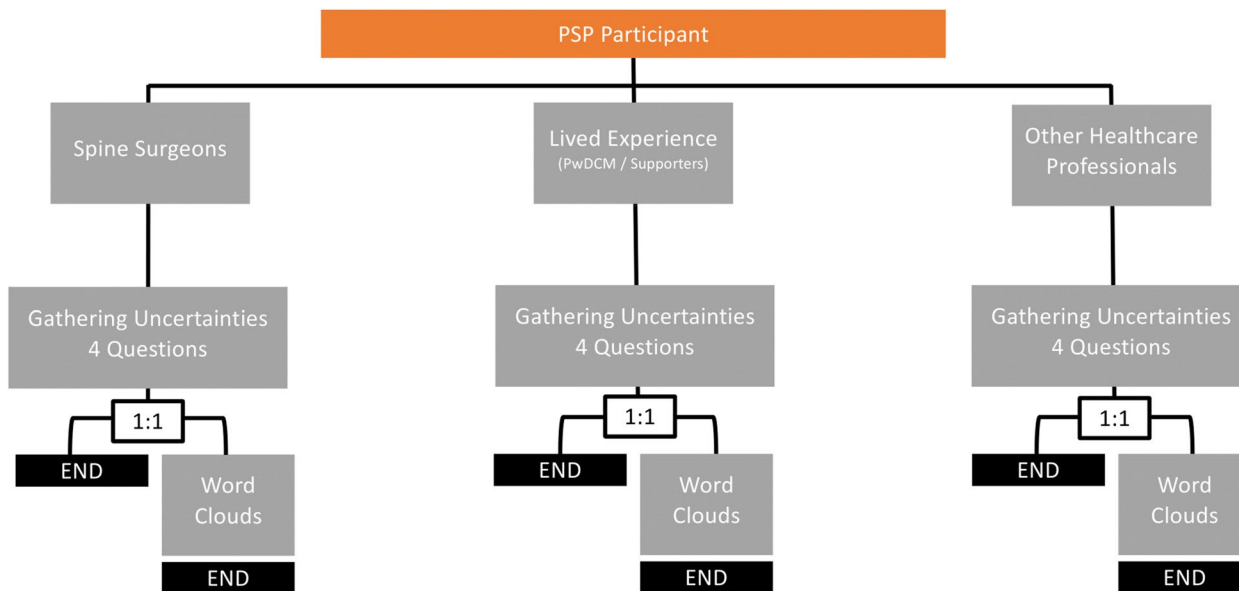 PSP Participant
Spine Surgeons
Lived Experience
(PwDCM / Supporters)
Other Healthcare
Professionals
Gathering Uncertainties
4 Questions
Gathering Uncertainties
4 Questions
Gathering Uncertainties
4 Questions
1:1
1:1
1:1
END
Word
Clouds
END
END
Word
Clouds
END
END
Word
Clouds
END